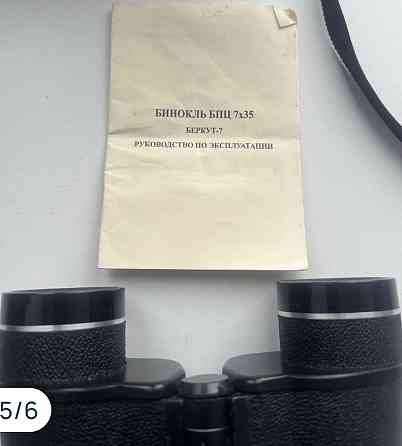 БИНОКЛЬ БПЦ 7х35
БЕРКУТ-7
РУКОВОДСТВО ПО ЭКСПЛУАТАЦИИ
5/6